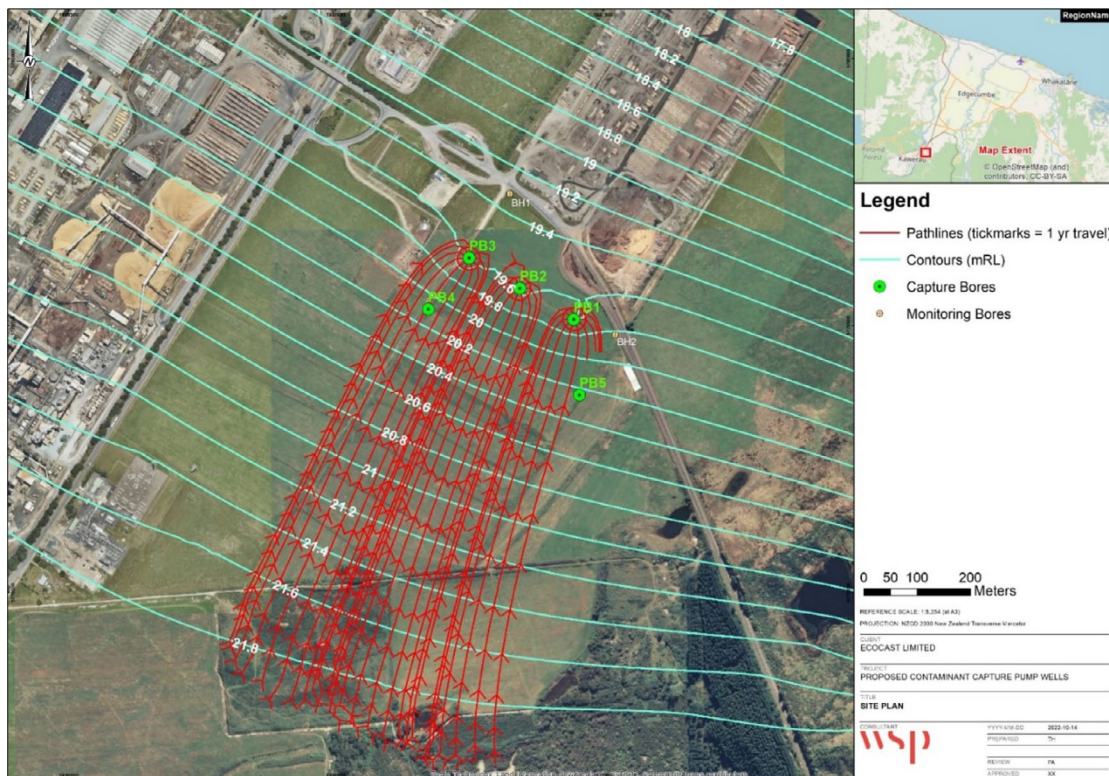 N
17.8
18
18.2
18.4
18.6
18.8
19
19.2
19.4
BH1
PB3
PB2
19.6
PB4
19.8
PB1
20
BH2
20.2
20.4
PB5
20.6
20.8
21
21.2
21.4
21.6
21.8
RegionName
Whakatāne
Edgecumbe
Kawerau
Map Extent
© OpenStreetMap (and)
contributors, CC-BY-SA
Legend
Pathlines (tickmarks = 1 yr travel)
Contours (mRL)
Capture Bores
Monitoring Bores
0 50 100 200
Meters
REFERENCE SCALE: 1:5,254 (at A3)
PROJECTION: NZGD 2000 New Zealand Transverse Mercator
CLIENT
ECOCAST LIMITED
PROJECT
PROPOSED CONTAMINANT CAPTURE PUMP WELLS
TITLE
SITE PLAN
CONSULTANT
wsp
YYYY-MM-DD 2022-10-14
PREPARED TH
REVIEW PA
APPROVED XX